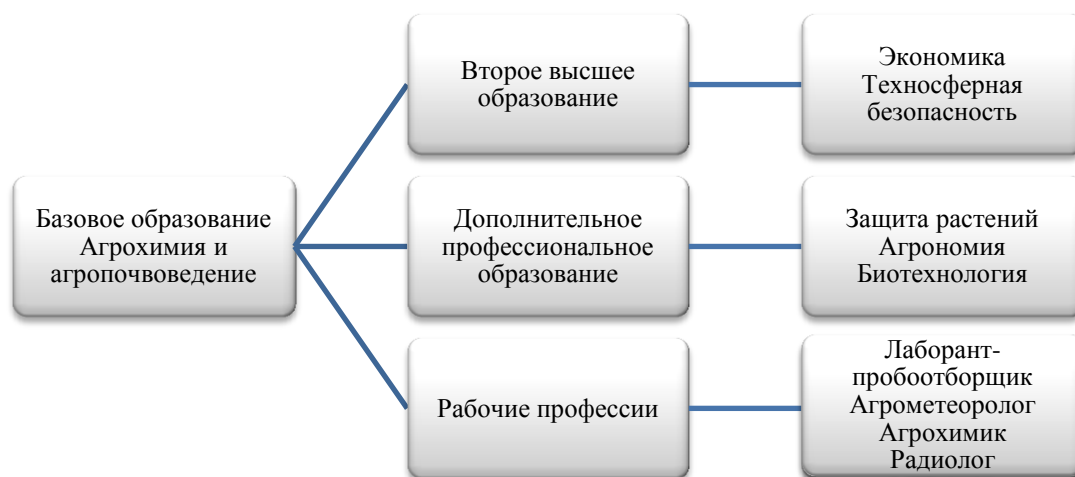 Базовое образование
Агрохимия и
агропочвоведение
Второе высшее
образование
Экономика
Техносферная
безопасность
Дополнительное
профессиональное
образование
Защита растений
Агрономия
Биотехнология
Рабочие профессии
Лаборант-
пробоотборщик
Агрометеоролог
Агрохимик
Радиолог